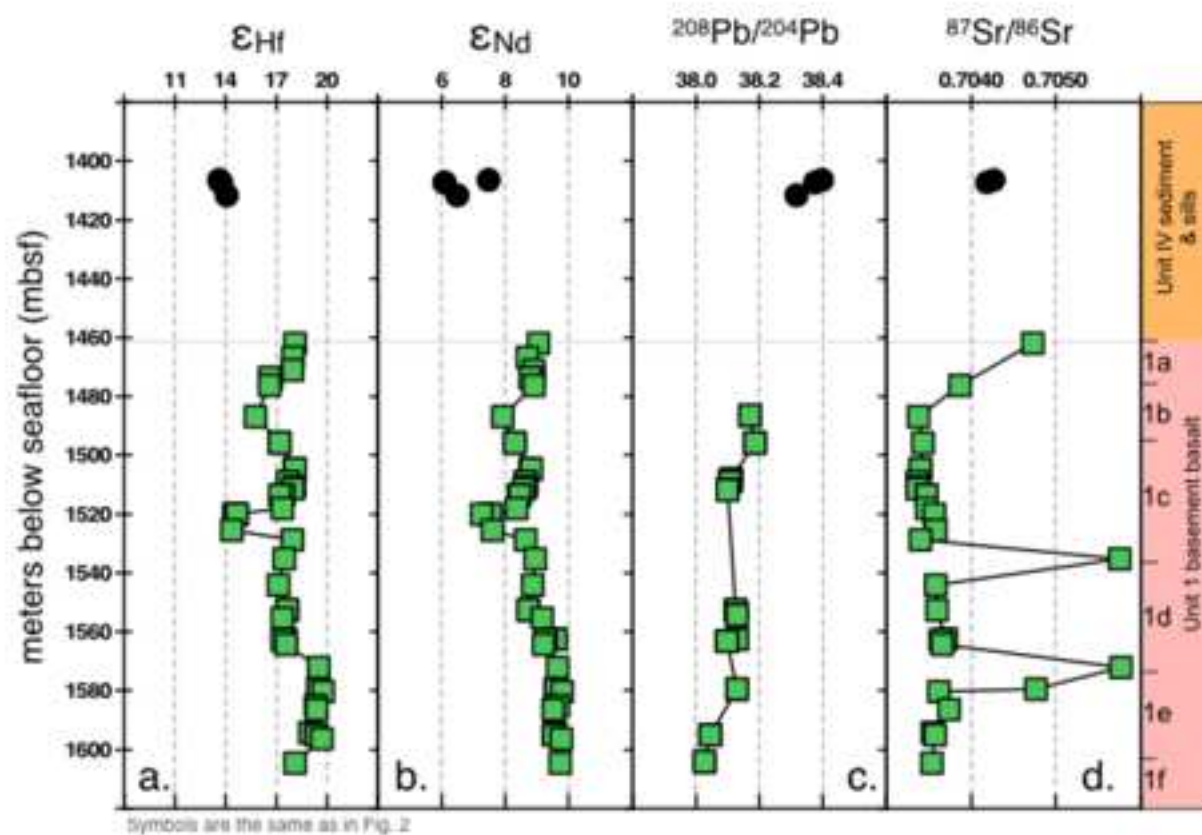 εHf
εNd
²⁰⁸Pb/²⁰⁴Pb
⁸⁷Sr/⁸⁶Sr
11 14 17 20
6 8 10
38.0 38.2 38.4
0.7040 0.7050
meters below seafloor (mbsf)
1400
1420
1440
1460
1480
1500
1520
1540
1560
1580
1600
a.
b.
c.
d.
Unit IV sediment
& sills
1a
1b
1c
1d
1e
1f
Unit 1 basement basalt
Symbols are the same as in Fig. 2